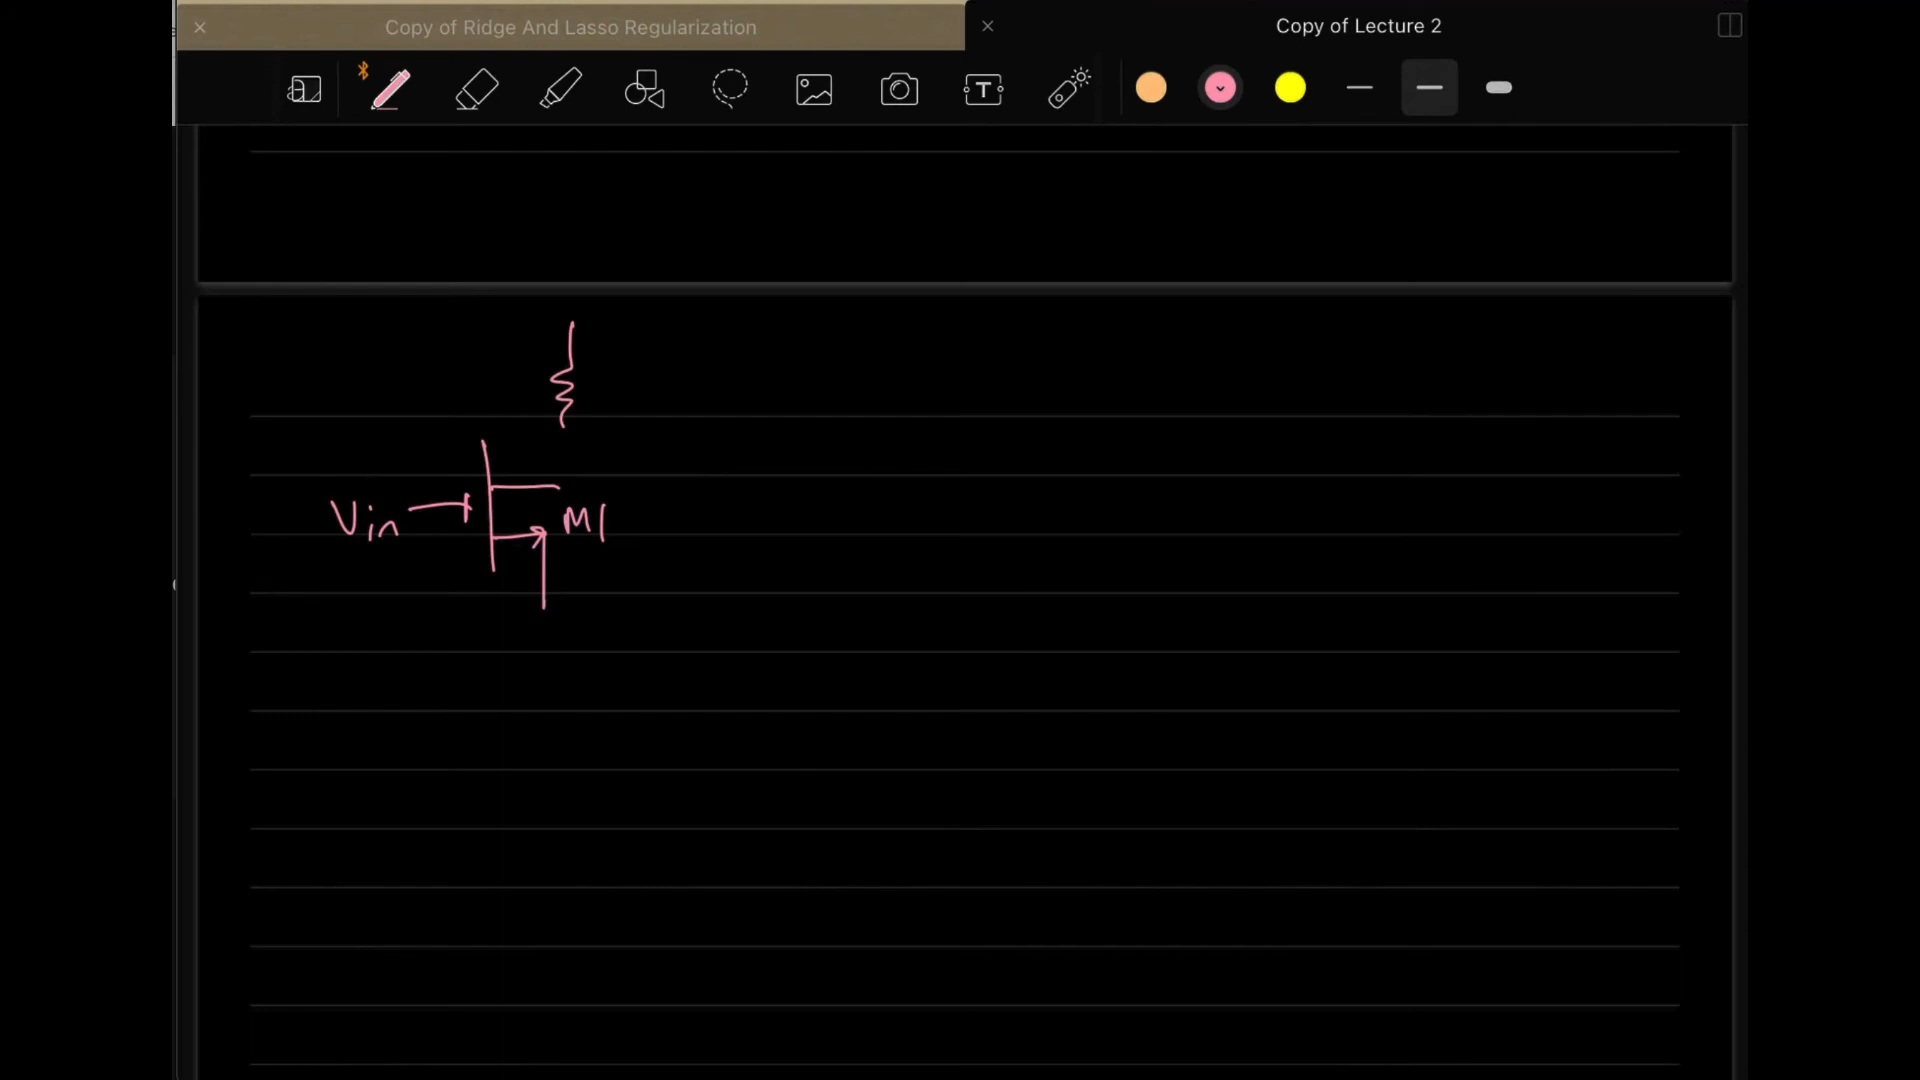 Copy of Ridge And Lasso Regularization
Copy of Lecture 2
T
Vin
M1